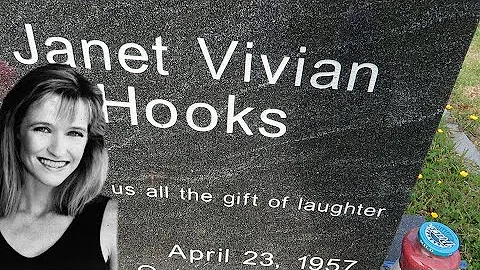 Janet Vivian
Hooks
us all the gift of laughter
April 23, 1957